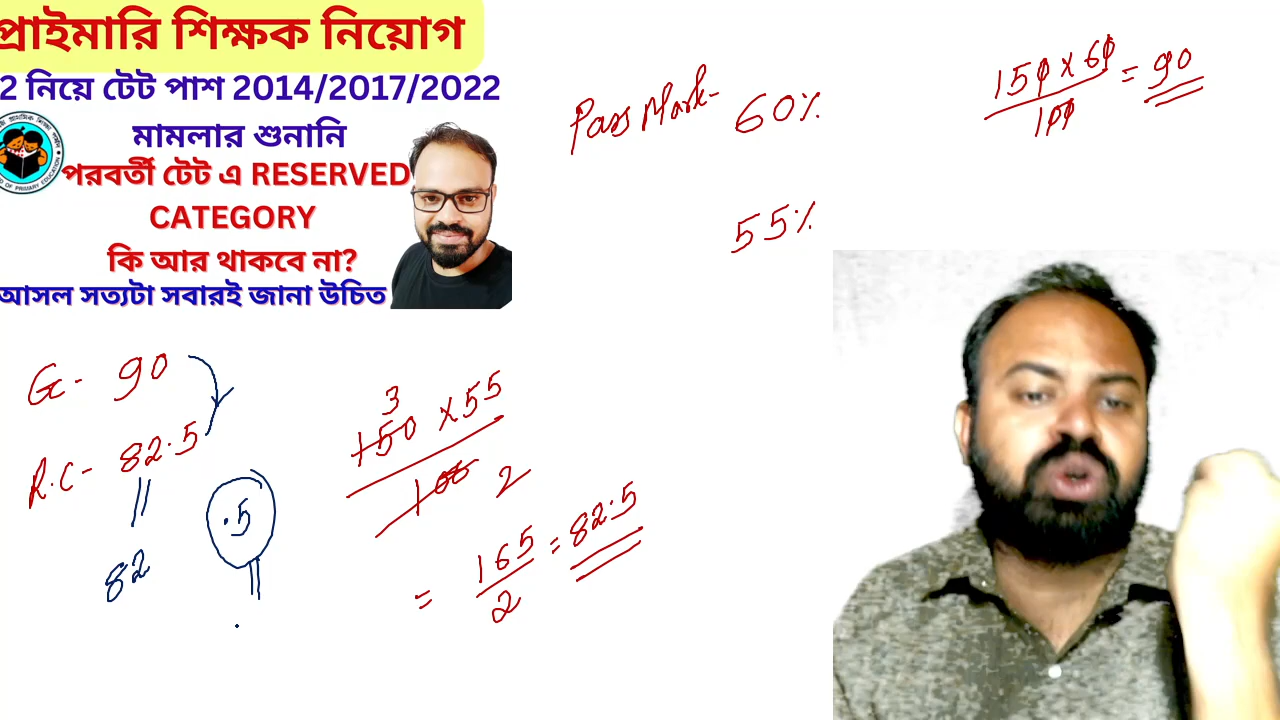 প্রাইমারি শিক্ষক নিয়োগ
2 নিয়ে টেট পাশ 2014/2017/2022
মামলার শুনানি
পরবর্তী টেট এ RESERVED
CATEGORY
কি আর থাকবে না?
আসল সত্যটা সবারই জানা উচিত
Pass Mark- 60%
150 x 60 / 100 = 90
55%
G - 90
R.C - 82.5
82
.5
3
150 x 55
100 2
= 165 / 2 = 82.5